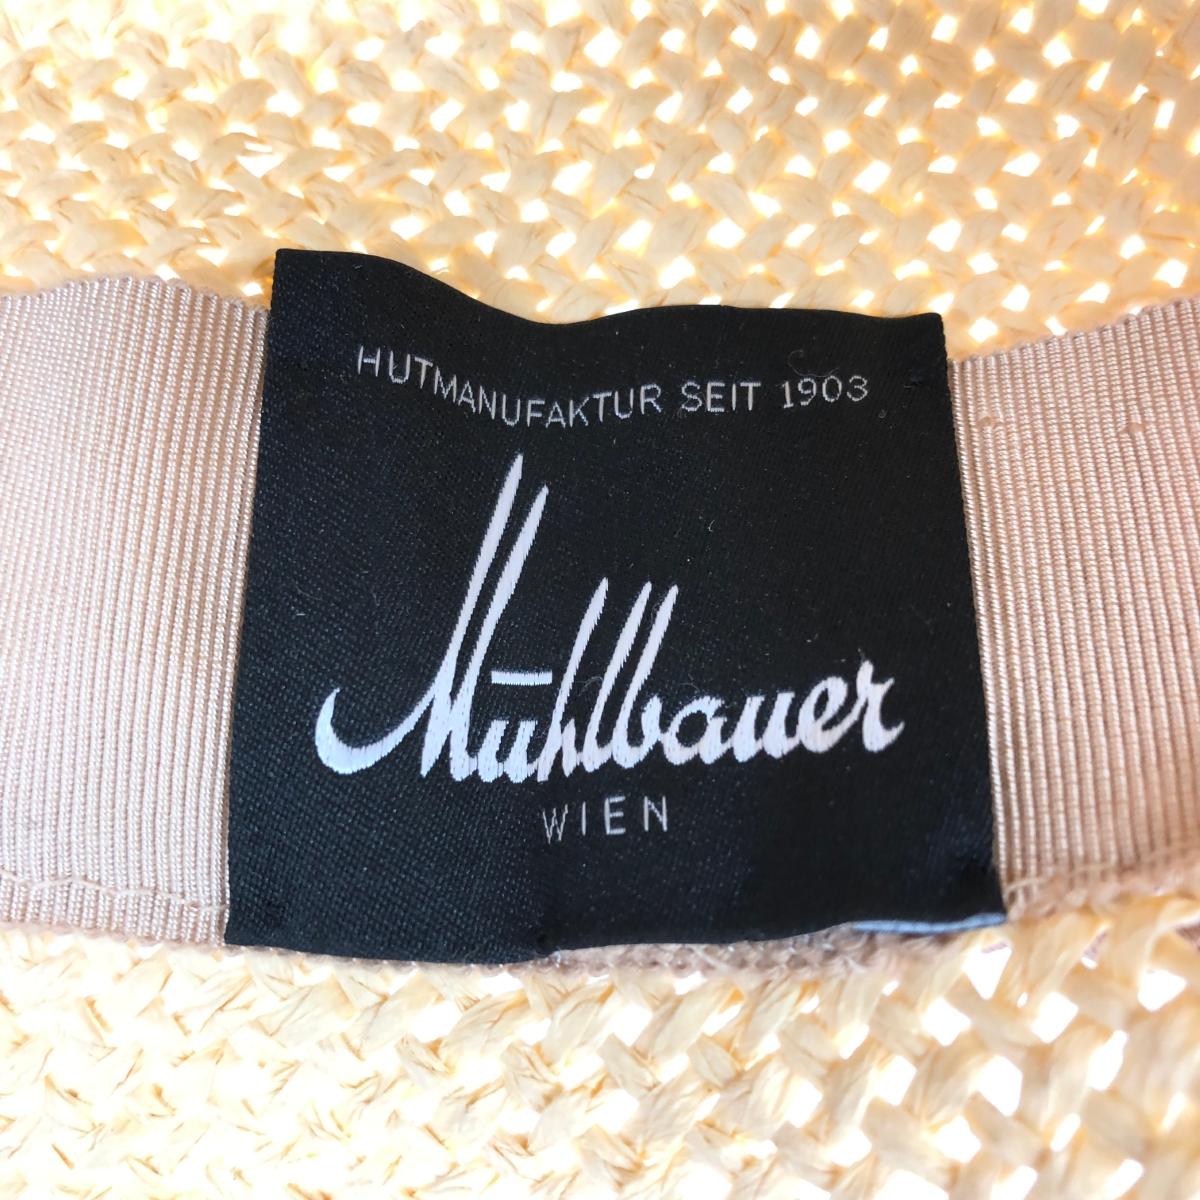 HUTMANUFAKTUR SEIT 1903
Mühlbauer
WIEN